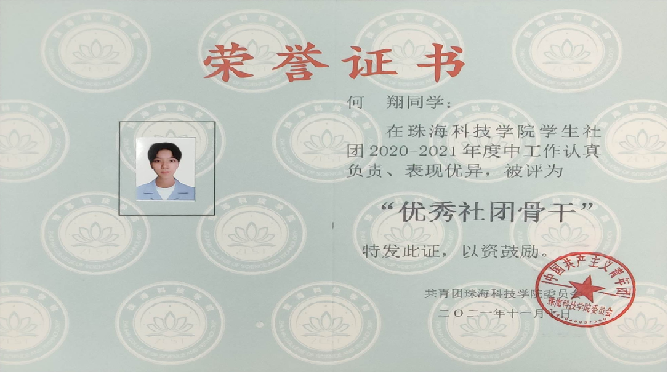 荣誉证书
何 翔同学：
在珠海科技学院学生社
团2020-2021年度中工作认真
负责、表现优异，被评为
“优秀社团骨干”
特发此证，以资鼓励。
共青团珠海科技学院委员会
二〇二一年十一月
中国共产主义青年团
珠海科技学院委员会